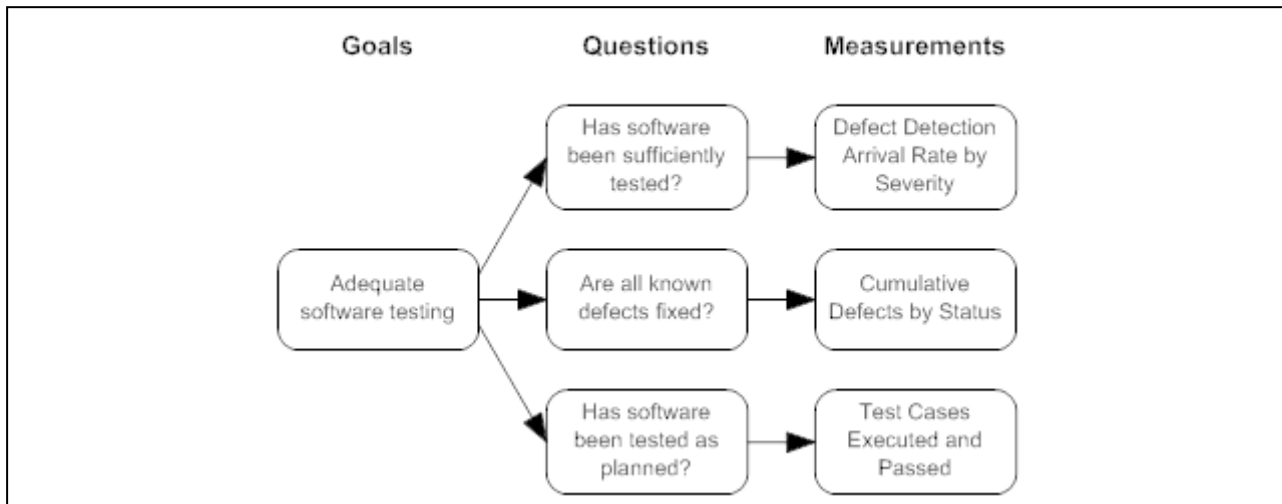 Goals Questions Measurements
Has software
been sufficiently
tested?
Defect Detection
Arrival Rate by
Severity
Adequate
software testing
Are all known
defects fixed?
Cumulative
Defects by Status
Has software
been tested as
planned?
Test Cases
Executed and
Passed